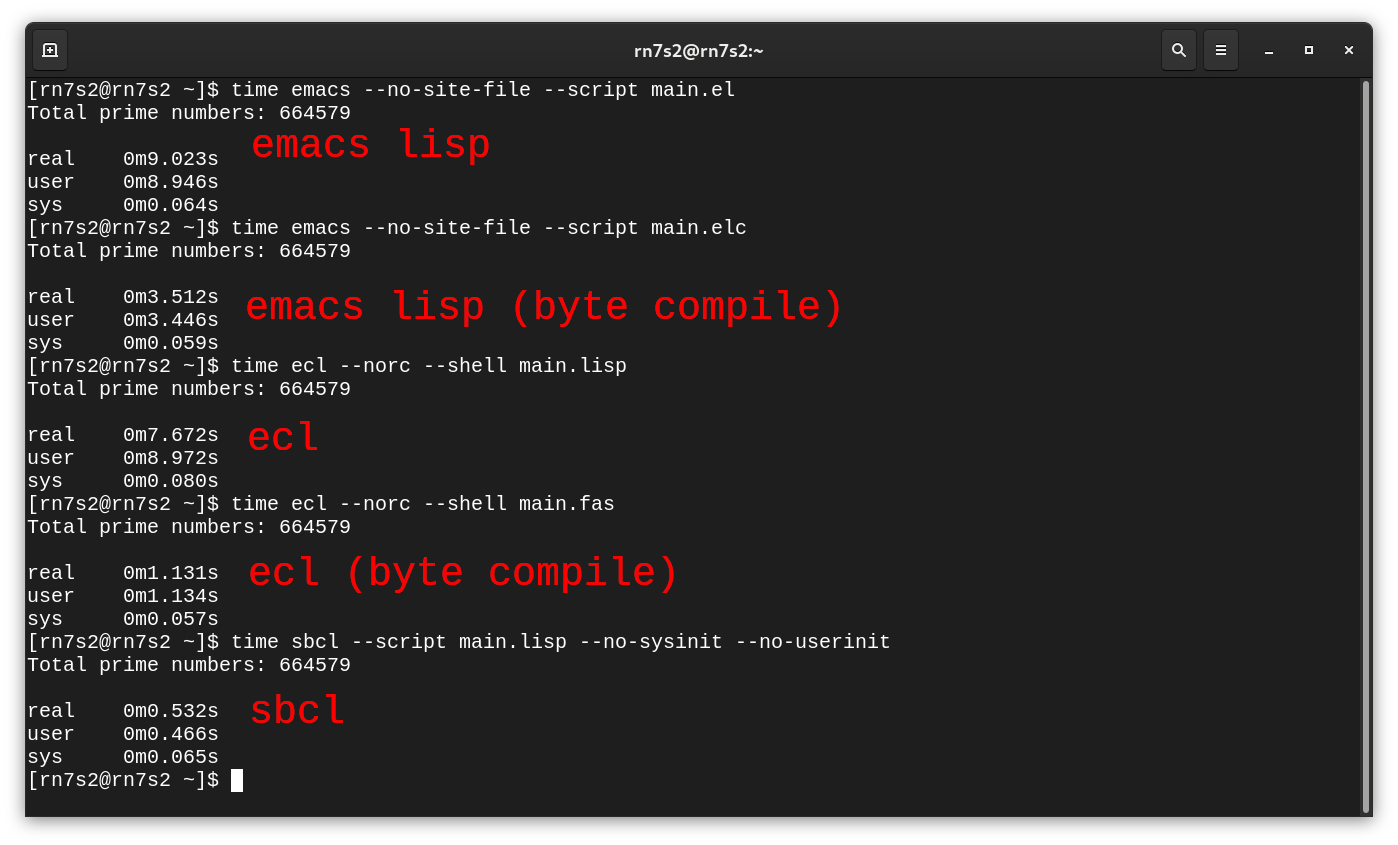 rn7s2@rn7s2:~
[rn7s2@rn7s2 ~]$ time emacs --no-site-file --script main.el
Total prime numbers: 664579
emacs lisp
real    0m9.023s
user    0m8.946s
sys     0m0.064s
[rn7s2@rn7s2 ~]$ time emacs --no-site-file --script main.elc
Total prime numbers: 664579
real    0m3.512s
emacs lisp (byte compile)
user    0m3.446s
sys     0m0.059s
[rn7s2@rn7s2 ~]$ time ecl --norc --shell main.lisp
Total prime numbers: 664579
real    0m7.672s
ecl
user    0m8.972s
sys     0m0.080s
[rn7s2@rn7s2 ~]$ time ecl --norc --shell main.fas
Total prime numbers: 664579
real    0m1.131s
ecl (byte compile)
user    0m1.134s
sys     0m0.057s
[rn7s2@rn7s2 ~]$ time sbcl --script main.lisp --no-sysinit --no-userinit
Total prime numbers: 664579
real    0m0.532s
sbcl
user    0m0.466s
sys     0m0.065s
[rn7s2@rn7s2 ~]$